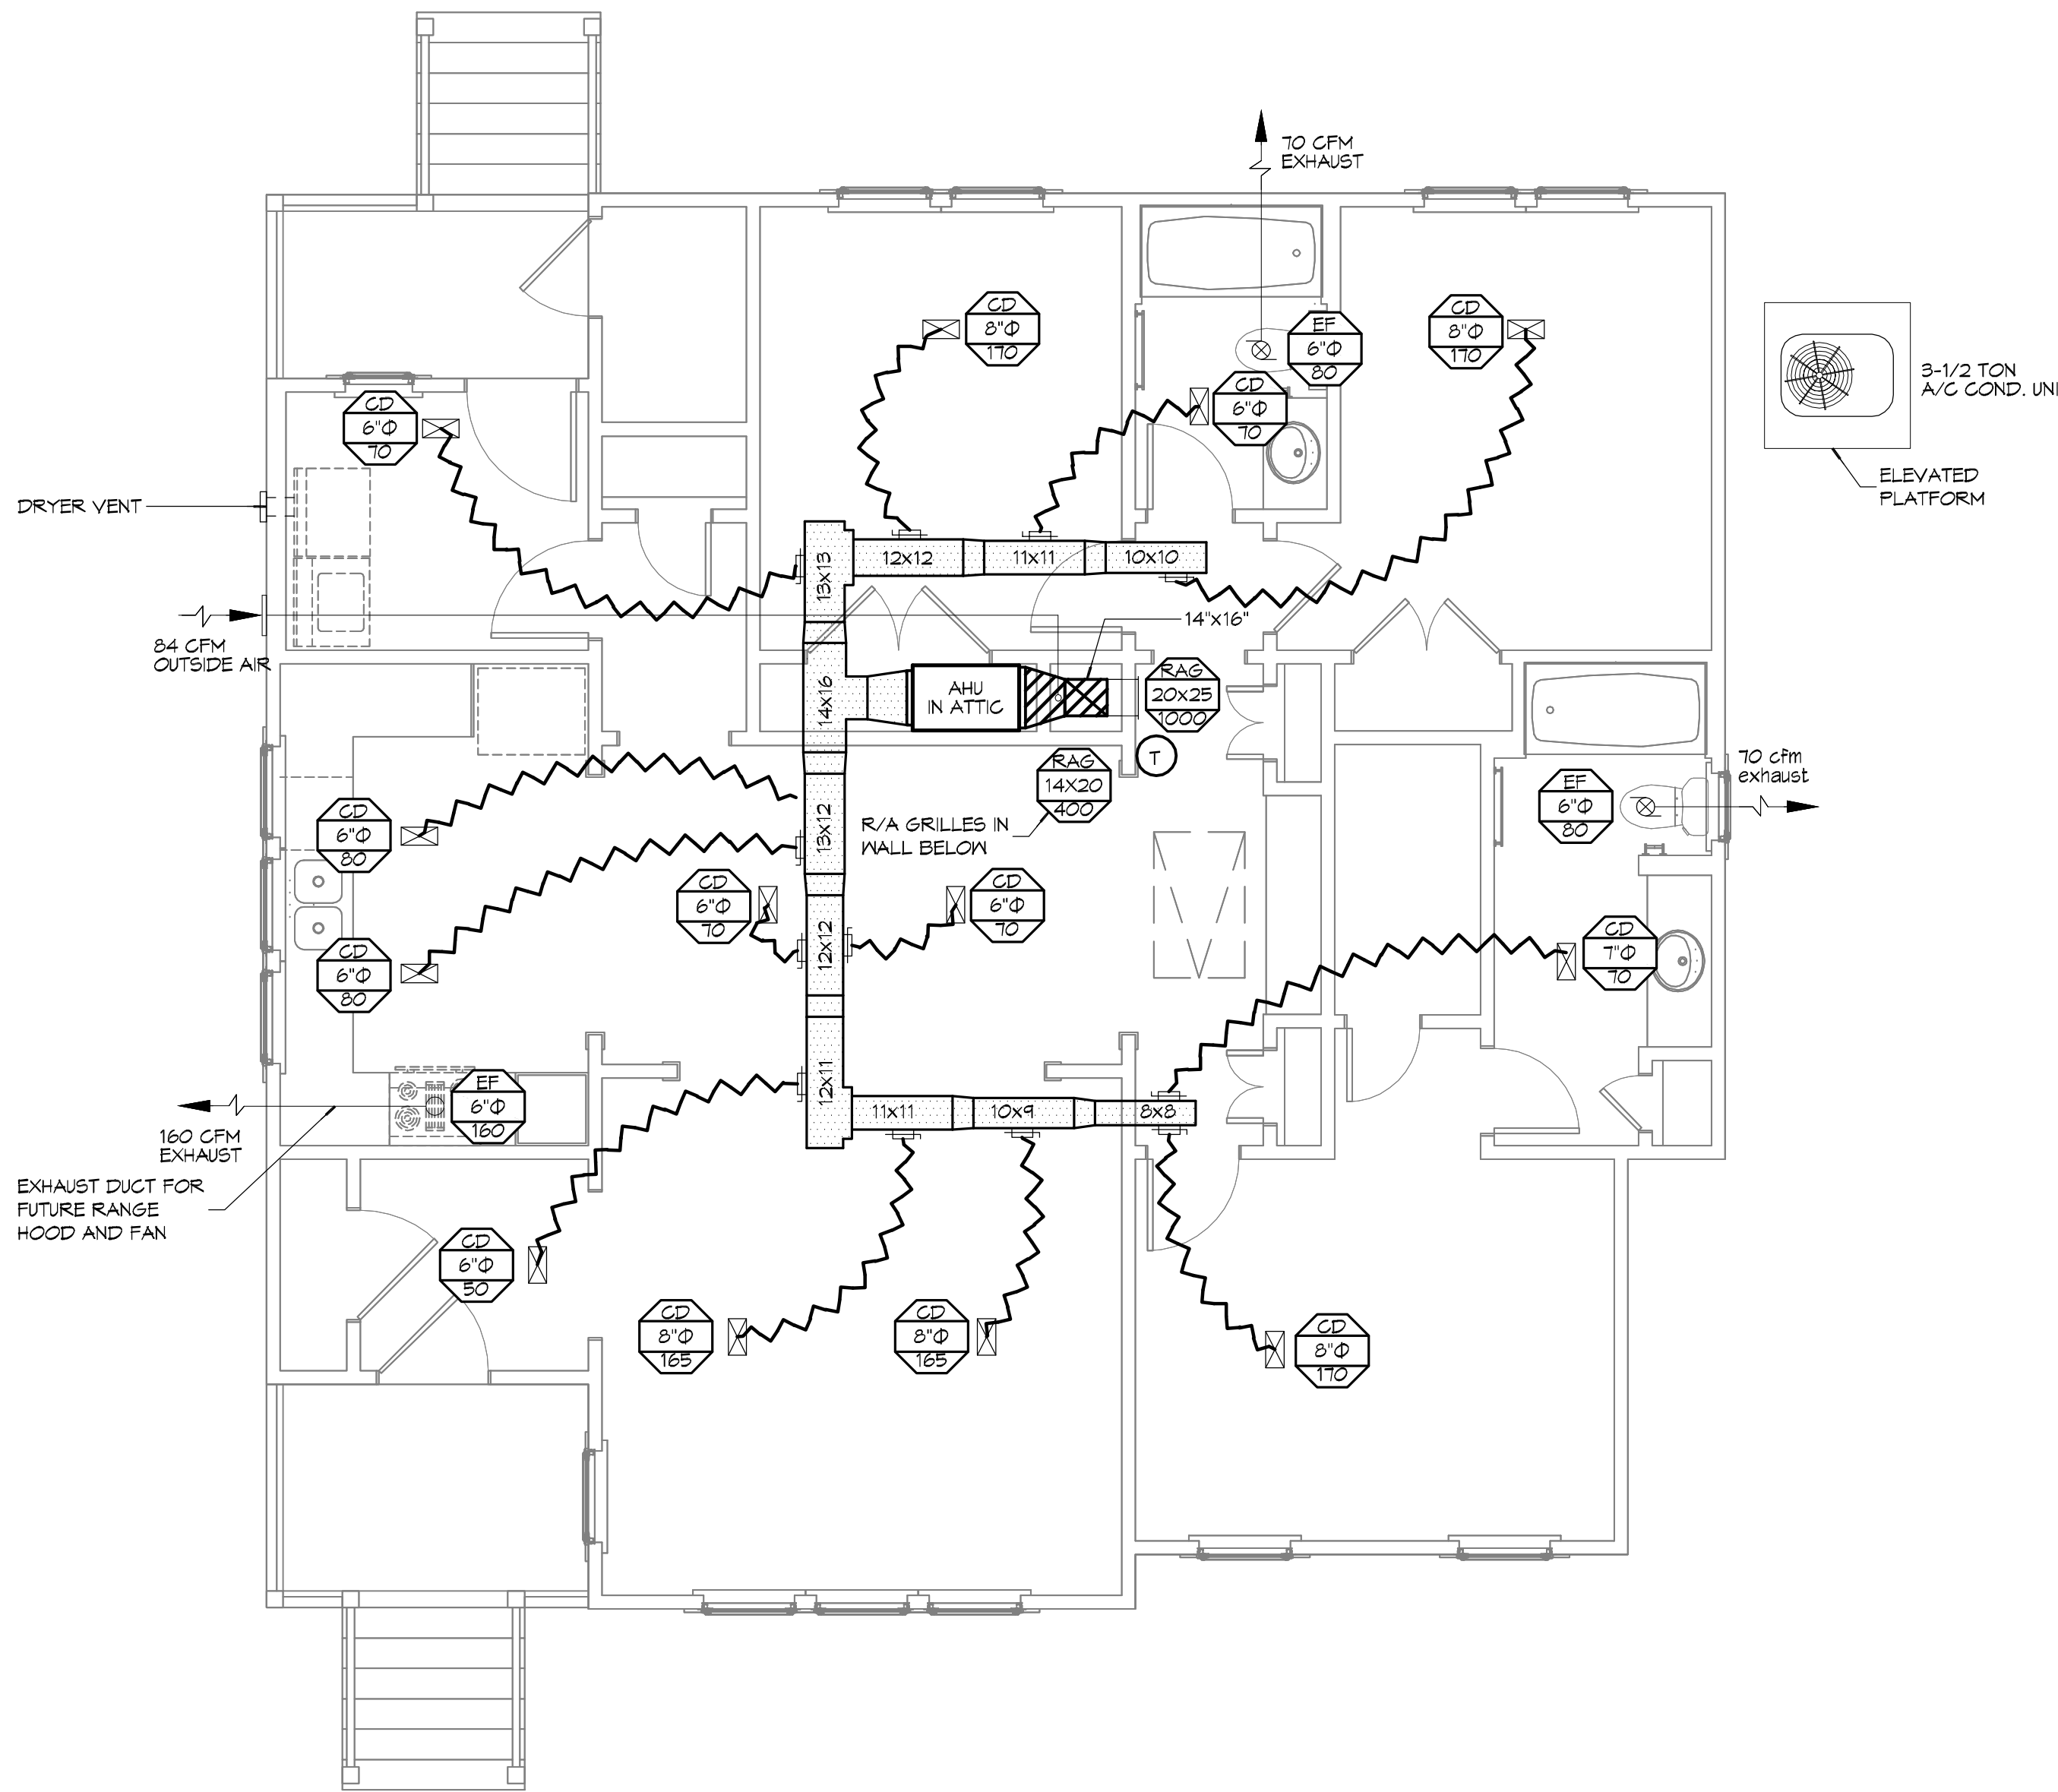 70 CFM
EXHAUST
CD
8"Φ
170
CD
8"Φ
170
EF
6"Φ
80
CD
6"Φ
70
3-1/2 TON
A/C COND. UNI
ELEVATED
PLATFORM
CD
6"Φ
70
DRYER VENT
12x12
11x11
10x10
13x13
84 CFM
OUTSIDE AIR
14"x16"
14x16
AHU
IN ATTIC
RAG
20x25
1000
T
RAG
14X20
400
R/A GRILLES IN
WALL BELOW
70 cfm
exhaust
EF
6"Φ
80
CD
6"Φ
80
13x12
CD
6"Φ
70
CD
6"Φ
70
12x12
CD
6"Φ
80
CD
7"Φ
70
EF
6"Φ
160
160 CFM
EXHAUST
EXHAUST DUCT FOR
FUTURE RANGE
HOOD AND FAN
12x11
11x11
10x9
8x8
CD
6"Φ
50
CD
8"Φ
165
CD
8"Φ
165
CD
8"Φ
170